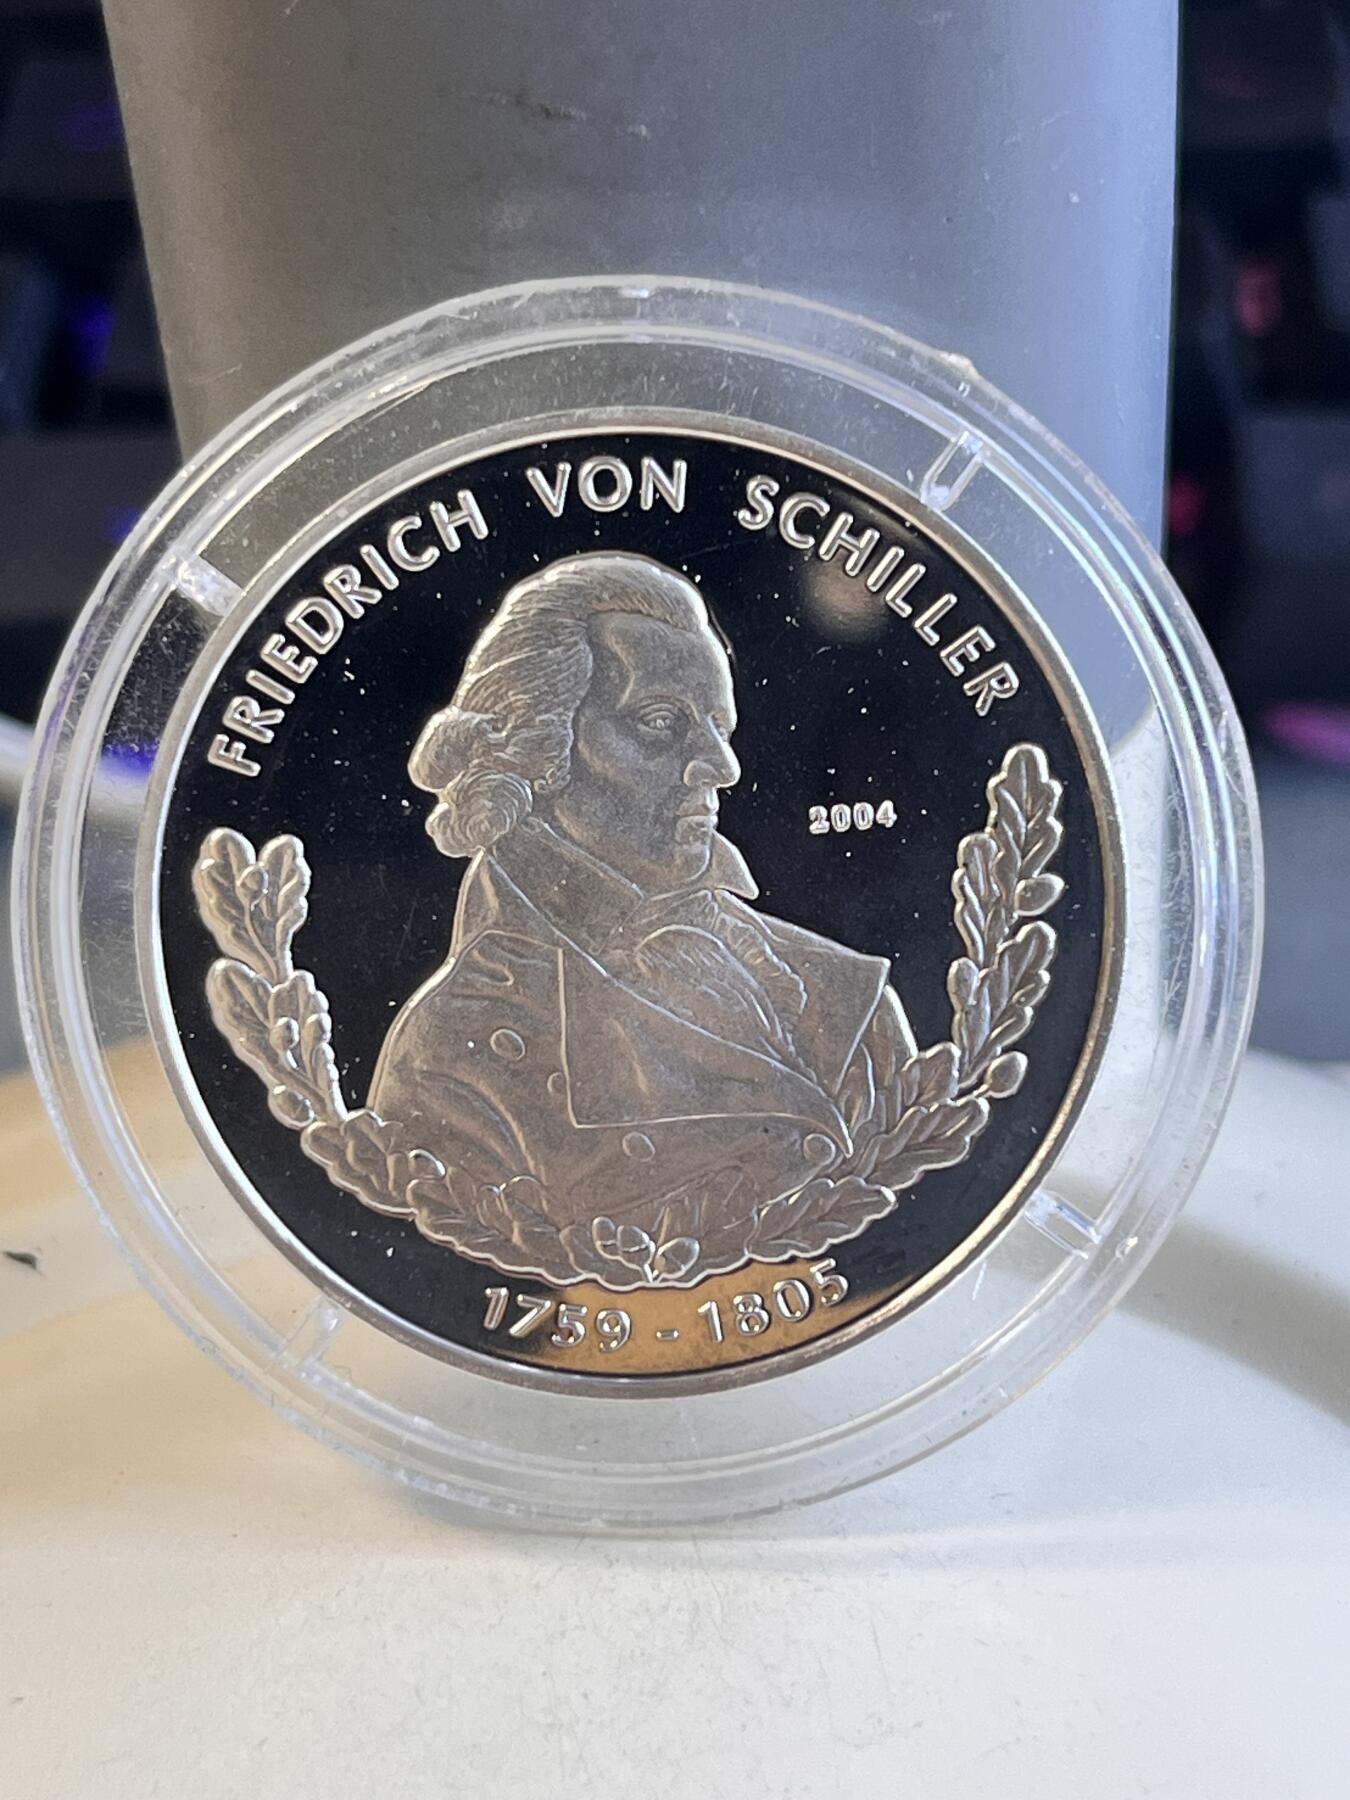 FRIEDRICH VON SCHILLER
2004
1759 - 1805